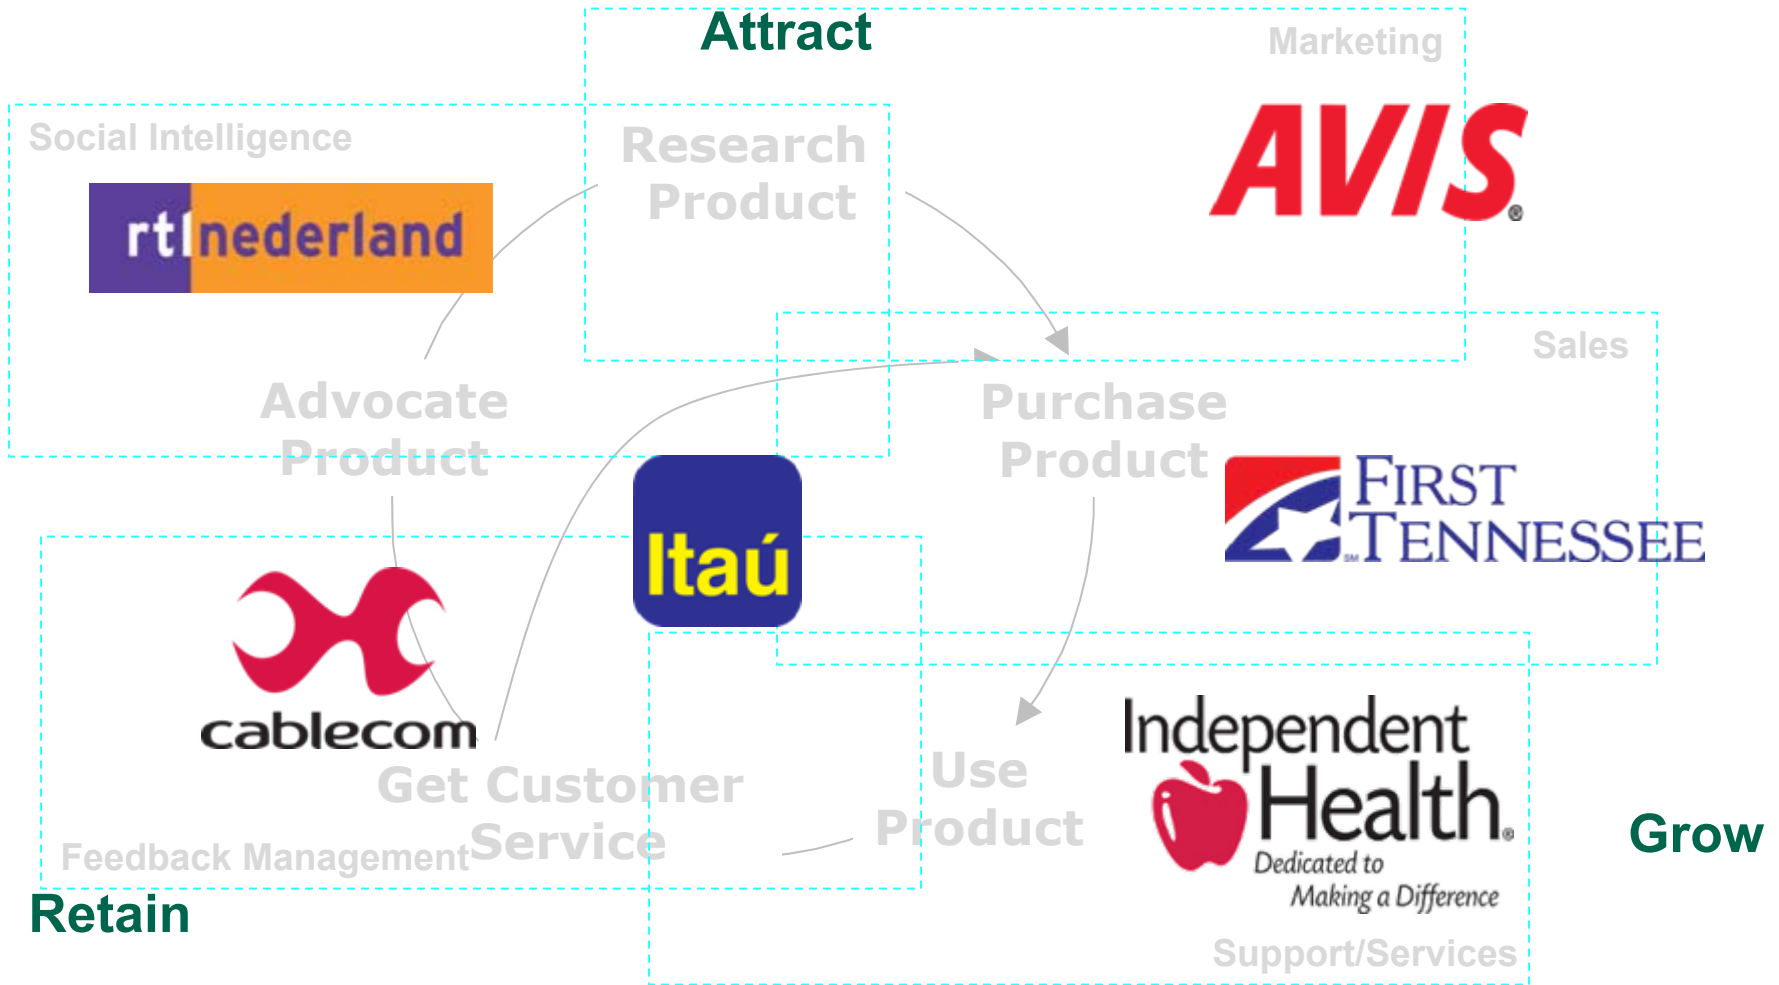 Attract
Marketing
Social Intelligence
Research
Product
AVIS®
rtl nederland
Sales
Advocate
Product
Purchase
Product
FIRST
TENNESSEE
SM
Itaú
cablecom
Independent
Health®
Dedicated to
Making a Difference
Get Customer
Service
Use
Product
Feedback Management
Grow
Retain
Support/Services